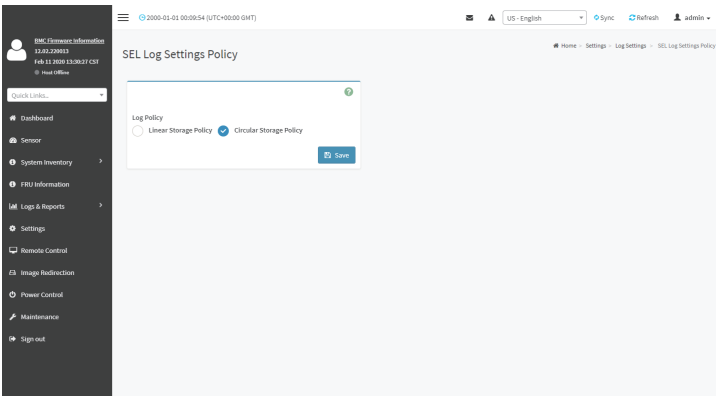 2000-01-01 00:09:54 (UTC+00:00 GMT)
US - English
Sync
Refresh
admin
BMC Firmware Information
12.02.220013
Feb 11 2020 13:30:27 CST
Host Offline
Quick Links..
Dashboard
Sensor
System Inventory
FRU Information
Logs & Reports
Settings
Remote Control
Image Redirection
Power Control
Maintenance
Sign out
SEL Log Settings Policy
Home > Settings > Log Settings > SEL Log Settings Policy
Log Policy
Linear Storage Policy Circular Storage Policy
Save